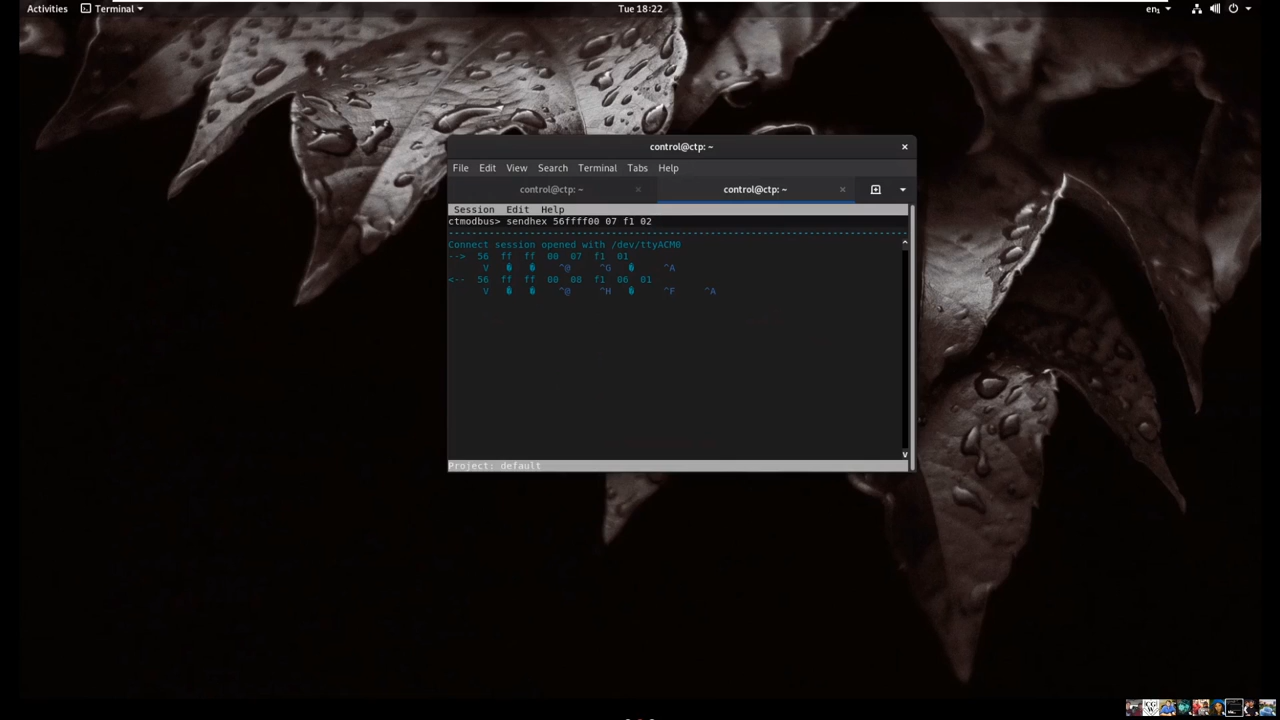 Activities Terminal Tue 18:22 en₁
control@ctp: ~
File Edit View Search Terminal Tabs Help
control@ctp: ~ control@ctp: ~
Session Edit Help
ctmodbus> sendhex 56ffff00 07 f1 02
Connect session opened with /dev/ttyACM0
--> 56 ff ff 00 07 f1 01
V � � ^@ ^G � ^A
<-- 56 ff ff 00 08 f1 06 01
V � � ^@ ^H � ^F ^A
Project: default